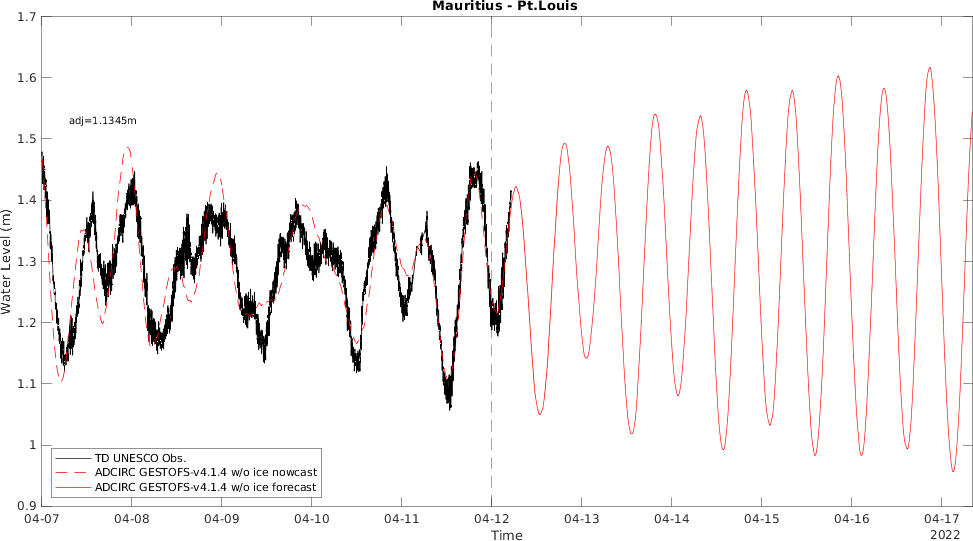 Mauritius - Pt.Louis
1.7
1.6
1.5
1.4
1.3
1.2
1.1
1
0.9
Water Level (m)
adj=1.1345m
TD UNESCO Obs.
ADCIRC GESTOFS-v4.1.4 w/o ice nowcast
ADCIRC GESTOFS-v4.1.4 w/o ice forecast
04-07 04-08 04-09 04-10 04-11 04-12 04-13 04-14 04-15 04-16 04-17
Time
2022